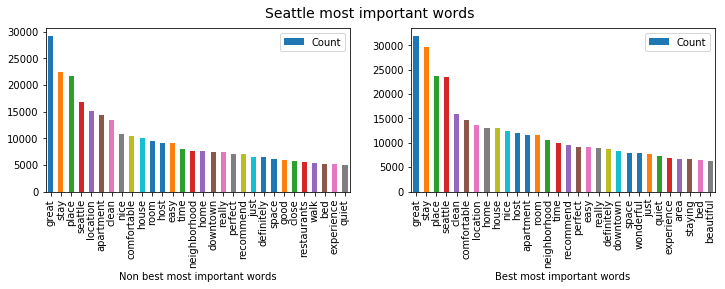 Seattle most important words
Count
30000
25000
20000
15000
10000
5000
0
great
stay
place
seattle
location
apartment
clean
nice
comfortable
house
room
host
easy
time
neighborhood
home
downtown
really
perfect
recommend
just
definitely
space
good
close
restaurants
walk
bed
experience
quiet
Non best most important words
Count
30000
25000
20000
15000
10000
5000
0
great
stay
place
seattle
clean
comfortable
location
home
house
nice
host
apartment
room
neighborhood
time
recommend
perfect
easy
really
definitely
downtown
space
wonderful
just
quiet
experience
area
staying
bed
beautiful
Best most important words